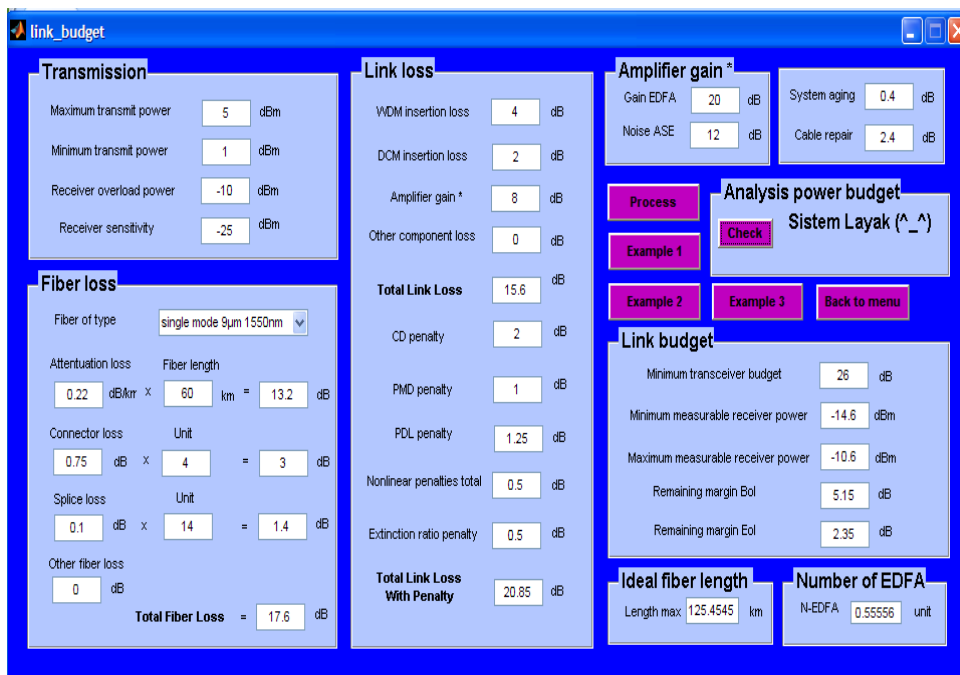 link_budget
Transmission
Maximum transmit power 5 dBm
Minimum transmit power 1 dBm
Receiver overload power -10 dBm
Receiver sensitivity -25 dBm
Fiber loss
Fiber of type single mode 9µm 1550nm
Attentuation loss Fiber length
0.22 dB/km x 60 km = 13.2 dB
Connector loss Unit
0.75 dB x 4 = 3 dB
Splice loss Unit
0.1 dB x 14 = 1.4 dB
Other fiber loss
0 dB
Total Fiber Loss = 17.6 dB
Link loss
WDM insertion loss 4 dB
DCM insertion loss 2 dB
Amplifier gain * 8 dB
Other component loss 0 dB
Total Link Loss 15.6 dB
CD penalty 2 dB
PMD penalty 1 dB
PDL penalty 1.25 dB
Nonlinear penalties total 0.5 dB
Extinction ratio penalty 0.5 dB
Total Link Loss
With Penalty 20.85 dB
Amplifier gain *
Gain EDFA 20 dB
Noise ASE 12 dB
System aging 0.4 dB
Cable repair 2.4 dB
Process
Example 1
Example 2
Example 3
Back to menu
Analysis power budget
Check
Sistem Layak (^_^)
Link budget
Minimum transceiver budget 26 dB
Minimum measurable receiver power -14.6 dBm
Maximum measurable receiver power -10.6 dBm
Remaining margin Bol 5.15 dB
Remaining margin Eol 2.35 dB
Ideal fiber length
Length max 125.4545 km
Number of EDFA
N-EDFA 0.55556 unit